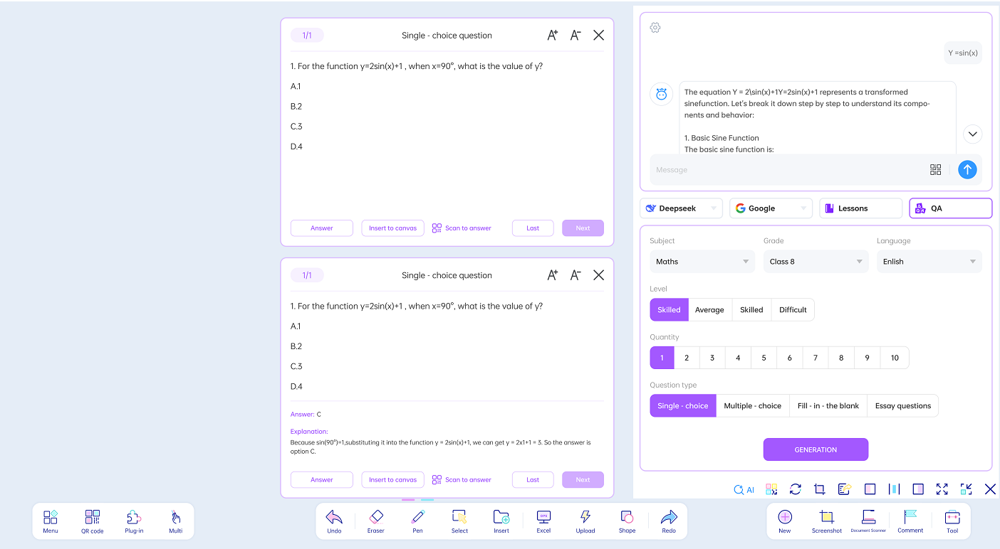 1/1
Single - choice question
A+
A-
1. For the function y=2sin(x)+1 , when x=90°, what is the value of y?
A.1
B.2
C.3
D.4
Answer
Insert to canvas
Scan to answer
Last
Next
1/1
Single - choice question
A+
A-
1. For the function y=2sin(x)+1 , when x=90°, what is the value of y?
A.1
B.2
C.3
D.4
Answer: C
Explanation:
Because sin(90°)=1,substituting it into the function y = 2sin(x)+1, we can get y = 2x1+1 = 3. So the answer is
option C.
Answer
Insert to canvas
Scan to answer
Last
Next
Y =sin(x)
The equation Y = 2\sin(x)+1Y=2sin(x)+1 represents a transformed
sinefunction. Let's break it down step by step to understand its compo-
nents and behavior:
1. Basic Sine Function
The basic sine function is:
Message
Deepseek
Google
Lessons
QA
Subject
Grade
Language
Maths
Class 8
Enlish
Level
Skilled
Average
Skilled
Difficult
Quantity
1
2
3
4
5
6
7
8
9
10
Question type
Single - choice
Multiple - choice
Fill - in - the blank
Essay questions
GENERATION
AI
Menu
QR code
Plug-in
Multi
Undo
Eraser
Pen
Select
Insert
Excel
Upload
Shape
Redo
New
Screenshot
Document Scanner
Comment
Tool